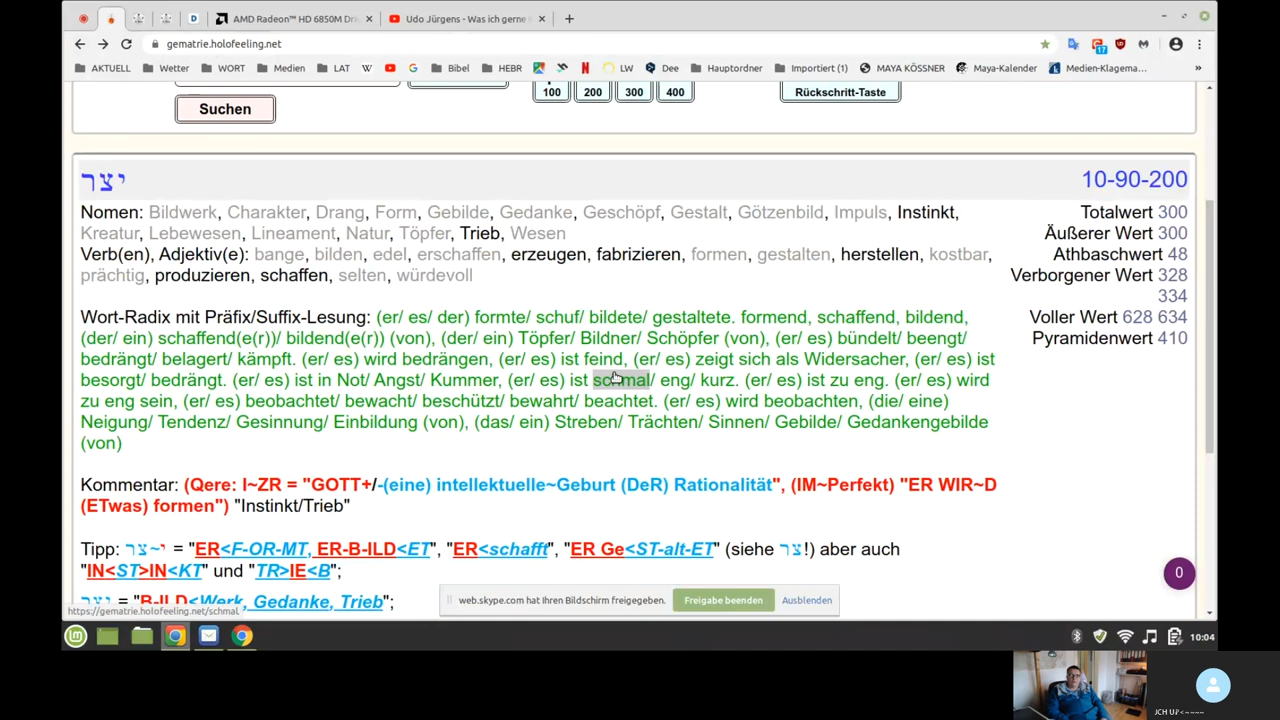 AMD Radeon™ HD 6850M Dri
Udo Jürgens - Was ich gerne
gematrie.holofeeling.net
AKTUELL Wetter WORT Medien LAT Bibel HEBR LW Dee Hauptordner Importiert (1) MAYA KÖSSNER Maya-Kalender Medien-Klagema... »
100 200 300 400 Rückschritt-Taste
Suchen
יצר 10-90-200
Nomen: Bildwerk, Charakter, Drang, Form, Gebilde, Gedanke, Geschöpf, Gestalt, Götzenbild, Impuls, Instinkt, Totalwert 300
Kreatur, Lebewesen, Lineament, Natur, Töpfer, Trieb, Wesen Äußerer Wert 300
Verb(en), Adjektiv(e): bange, bilden, edel, erschaffen, erzeugen, fabrizieren, formen, gestalten, herstellen, kostbar, Athbaschwert 48
prächtig, produzieren, schaffen, selten, würdevoll Verborgener Wert 328
334
Wort-Radix mit Präfix/Suffix-Lesung: (er/ es/ der) formte/ schuf/ bildete/ gestaltete. formend, schaffend, bildend, Voller Wert 628 634
(der/ ein) schaffend(e(r)/ bildend(e(r)) (von), (der/ ein) Töpfer/ Bildner/ Schöpfer (von), (er/ es) bündelt/ beengt/ Pyramidenwert 410
bedrängt/ belagert/ kämpft. (er/ es) wird bedrängen, (er/ es) ist feind, (er/ es) zeigt sich als Widersacher, (er/ es) ist
besorgt/ bedrängt. (er/ es) ist in Not/ Angst/ Kummer, (er/ es) ist schmal/ eng/ kurz. (er/ es) ist zu eng. (er/ es) wird
zu eng sein, (er/ es) beobachtet/ bewacht/ beschützt/ bewahrt/ beachtet. (er/ es) wird beobachten, (die/ eine)
Neigung/ Tendenz/ Gesinnung/ Einbildung (von), (das/ ein) Streben/ Trächten/ Sinnen/ Gebilde/ Gedankengebilde
(von)
Kommentar: (Qere: I~ZR = "GOTT+/-(eine) intellektuelle~Geburt (DeR) Rationalität", (IM~Perfekt) "ER WIR~D
(ETwas) formen") "Instinkt/Trieb"
Tipp: י~צר = "ER<F-OR-MT, ER-B-ILD<ET", "ER<schafft", "ER Ge<ST-alt-ET" (siehe צר!) aber auch
"IN<ST>IN<KT" und "TR>IE<B";
יצר = "B-ILD<Werk, Gedanke, Trieb";
0
web.skype.com hat Ihren Bildschirm freigegeben. Freigabe beenden Ausblenden
https://gematrie.holofeeling.net/schmal
10:04